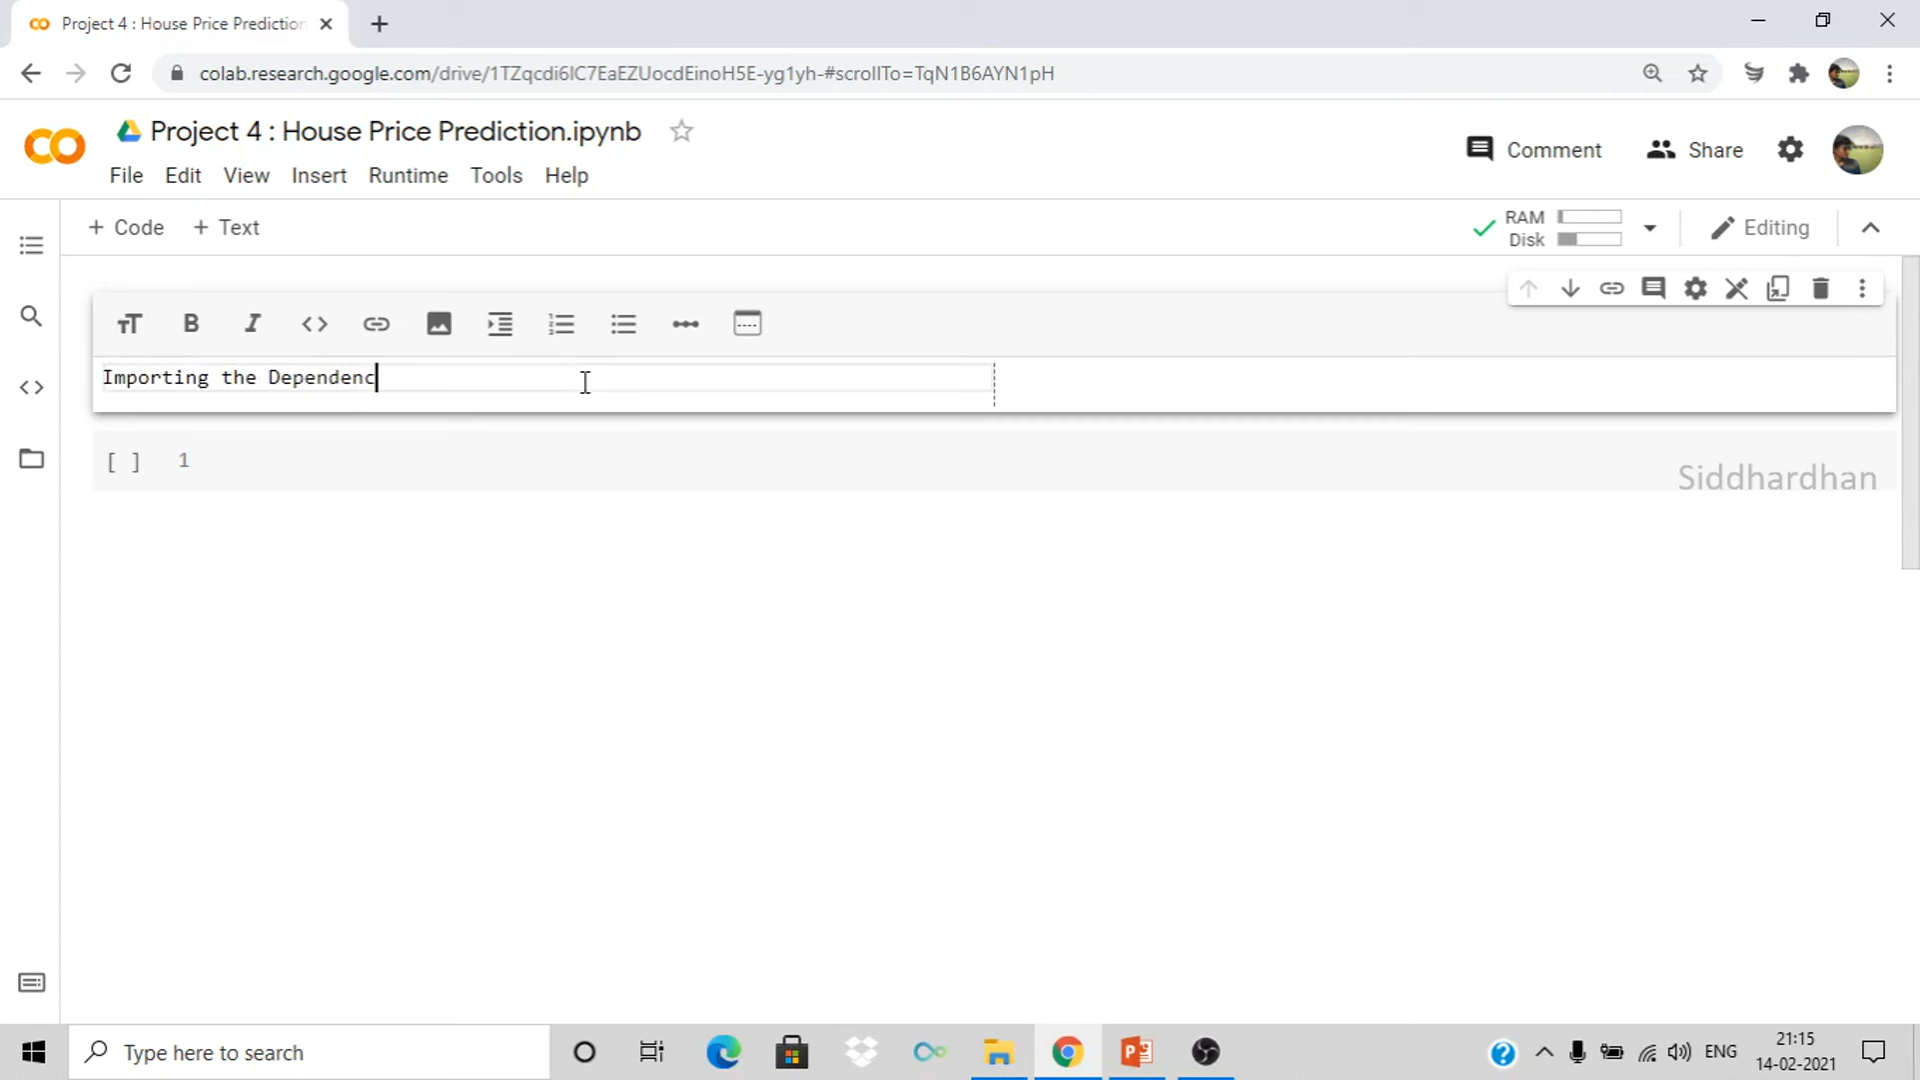 Project 4 : House Price Prediction
colab.research.google.com/drive/1TZqcdi6IC7EaEZUocdEinoH5E-yg1yh-#scrollTo=TqN1B6AYN1pH
Project 4 : House Price Prediction.ipynb
Comment
Share
File Edit View Insert Runtime Tools Help
+ Code + Text
RAM
Disk
Editing
Importing the Dependenc
[ ] 1
Siddhardhan
Type here to search
ENG
21:15
14-02-2021